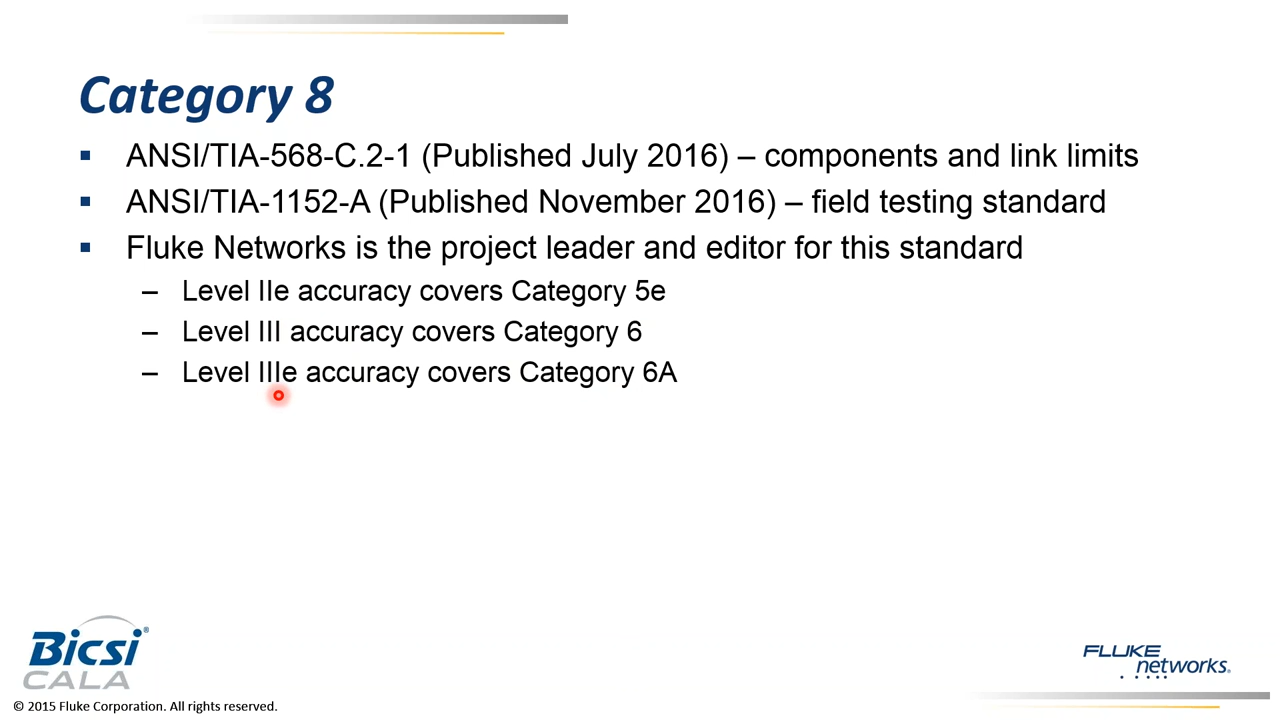 Category 8
▪ ANSI/TIA-568-C.2-1 (Published July 2016) – components and link limits
▪ ANSI/TIA-1152-A (Published November 2016) – field testing standard
▪ Fluke Networks is the project leader and editor for this standard
– Level IIe accuracy covers Category 5e
– Level III accuracy covers Category 6
– Level IIIe accuracy covers Category 6A
Bicsi®
CALA
FLUKE
networks®
© 2015 Fluke Corporation. All rights reserved.